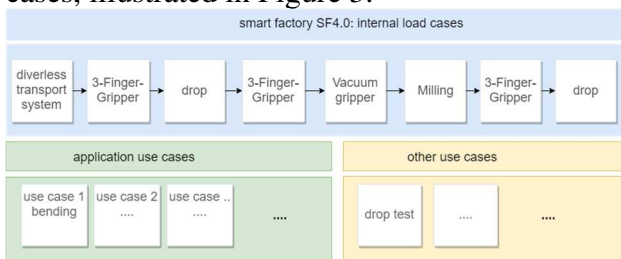 cases, illustrated in Figure 3.
smart factory SF4.0: internal load cases
diverless
transport
system
3-Finger-
Gripper
drop
3-Finger-
Gripper
Vacuum
gripper
Milling
3-Finger-
Gripper
drop
application use cases
other use cases
use case 1
bending
use case 2
....
use case ..
....
....
drop test
....
....